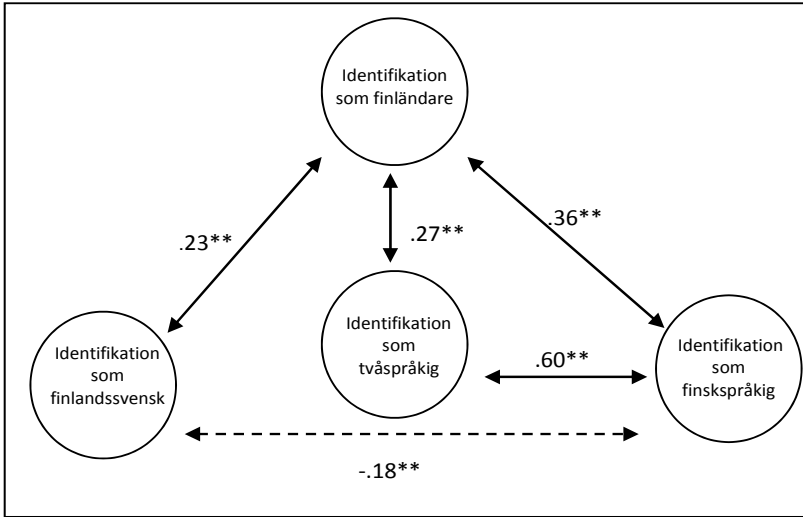 Identifikation
som finländare
.23**
.27**
.36**
Identifikation
som
finlandssvensk
Identifikation
som
tvåspråkig
Identifikation
som
finskspråkig
.60**
-.18**